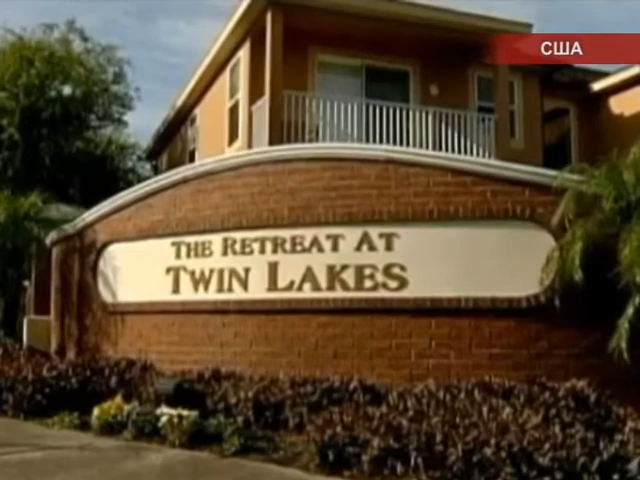 США
THE RETREAT AT
TWIN LAKES